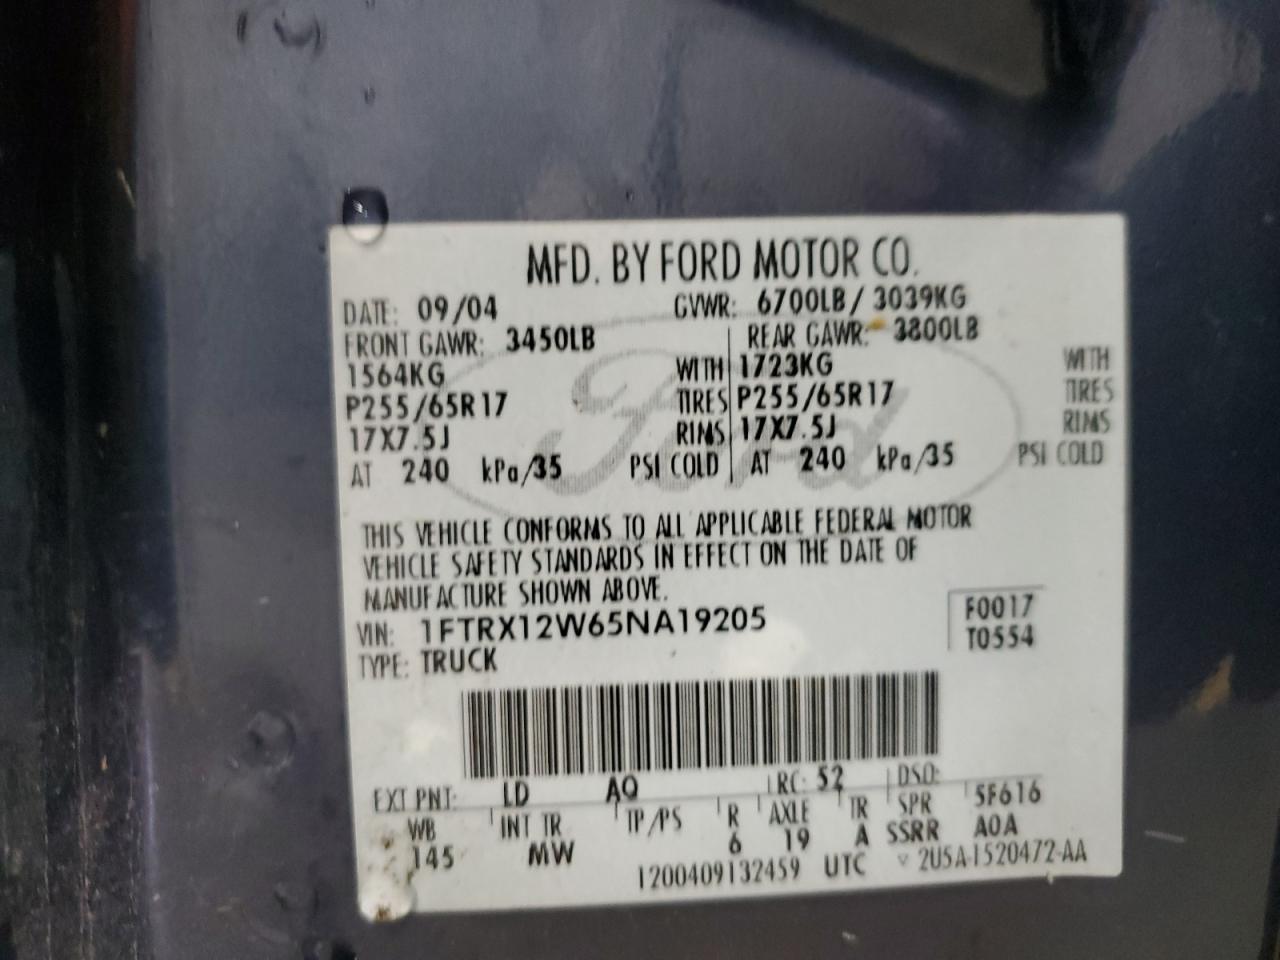 MFD. BY FORD MOTOR CO.
DATE: 09/04 GVWR: 6700LB/ 3039KG
FRONT GAWR: 3450LB REAR GAWR: 3800LB
1564KG WITH 1723KG WITH
P255/65R17 TIRES P255/65R17 TIRES
17X7.5J RIMS 17X7.5J RIMS
AT 240 kPa/35 PSI COLD AT 240 kPa/35 PSI COLD
Ford
THIS VEHICLE CONFORMS TO ALL APPLICABLE FEDERAL MOTOR
VEHICLE SAFETY STANDARDS IN EFFECT ON THE DATE OF
MANUFACTURE SHOWN ABOVE.
VIN: 1FTRX12W65NA19205 F0017
TYPE: TRUCK T0554
EXT PNT: LD AQ RC: 52 DSO:
WB INT TR TP/PS R AXLE TR SPR 5F616
145 MW 6 19 A SSRR A0A
1200409132459 UTC ▽ 2U5A-1520472-AA